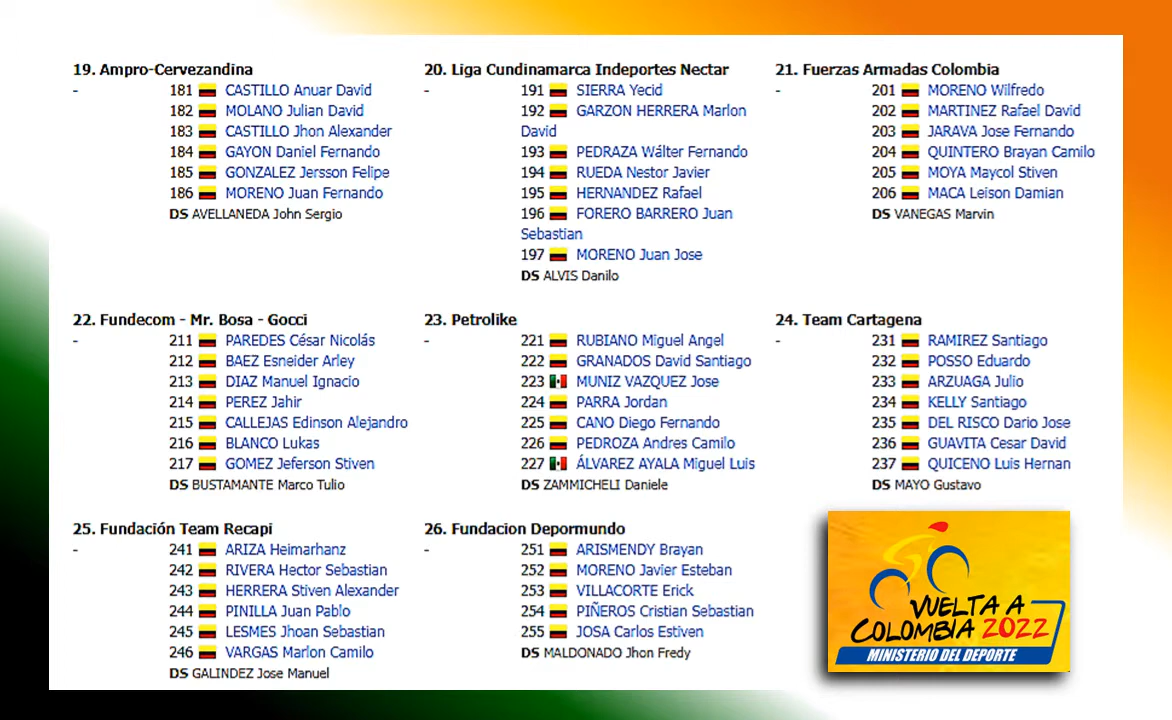 19. Ampro-Cervezandina
-
181 CASTILLO Anuar David
182 MOLANO Julian David
183 CASTILLO Jhon Alexander
184 GAYON Daniel Fernando
185 GONZALEZ Jersson Felipe
186 MORENO Juan Fernando
DS AVELLANEDA John Sergio
20. Liga Cundinamarca Indeportes Nectar
-
191 SIERRA Yecid
192 GARZON HERRERA Marlon
David
193 PEDRAZA Wálter Fernando
194 RUEDA Nestor Javier
195 HERNANDEZ Rafael
196 FORERO BARRERO Juan
Sebastian
197 MORENO Juan Jose
DS ALVIS Danilo
21. Fuerzas Armadas Colombia
-
201 MORENO Wilfredo
202 MARTINEZ Rafael David
203 JARAVA Jose Fernando
204 QUINTERO Brayan Camilo
205 MOYA Maycol Stiven
206 MACA Leison Damian
DS VANEGAS Marvin
22. Fundecom - Mr. Bosa - Gocci
-
211 PAREDES César Nicolás
212 BAEZ Esneider Arley
213 DIAZ Manuel Ignacio
214 PEREZ Jahir
215 CALLEJAS Edinson Alejandro
216 BLANCO Lukas
217 GOMEZ Jeferson Stiven
DS BUSTAMANTE Marco Tulio
23. Petrolike
-
221 RUBIANO Miguel Angel
222 GRANADOS David Santiago
223 MUNIZ VAZQUEZ Jose
224 PARRA Jordan
225 CANO Diego Fernando
226 PEDROZA Andres Camilo
227 ÁLVAREZ AYALA Miguel Luis
DS ZAMMICHELI Daniele
24. Team Cartagena
-
231 RAMIREZ Santiago
232 POSSO Eduardo
233 ARZUAGA Julio
234 KELLY Santiago
235 DEL RISCO Dario Jose
236 GUAVITA Cesar David
237 QUICENO Luis Hernan
DS MAYO Gustavo
25. Fundación Team Recapi
-
241 ARIZA Heimarhanz
242 RIVERA Hector Sebastian
243 HERRERA Stiven Alexander
244 PINILLA Juan Pablo
245 LESMES Jhoan Sebastian
246 VARGAS Marlon Camilo
DS GALINDEZ Jose Manuel
26. Fundacion Depormundo
-
251 ARISMENDY Brayan
252 MORENO Javier Esteban
253 VILLACORTE Erick
254 PIÑEROS Cristian Sebastian
255 JOSA Carlos Estiven
DS MALDONADO Jhon Fredy
VUELTA A
COLOMBIA 2022
MINISTERIO DEL DEPORTE